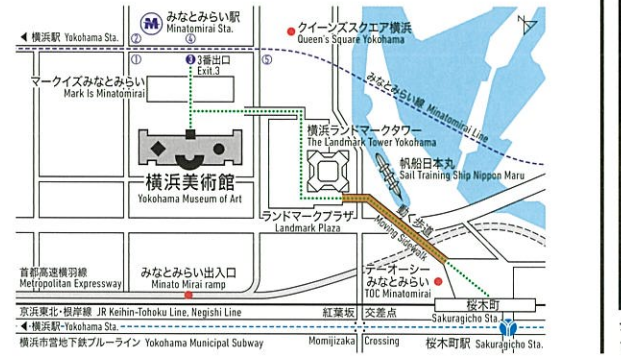 みなとみらい駅
M
Minatomirai Sta.
クイーンズスクエア横浜
Queen's Square Yokohama
◀ 横浜駅 Yokohama Sta.
② ④
① ❸ 3番出口
Exit.3
⑤
マークイズみなとみらい
Mark Is Minatomirai
みなとみらい線 Minatomirai Line
横浜ランドマークタワー
The Landmark Tower Yokohama
帆船日本丸
Sail Training Ship Nippon Maru
横浜美術館
Yokohama Museum of Art
ランドマークプラザ
Landmark Plaza
動く歩道
Moving Sidewalk
首都高速横羽線
Metropolitan Expressway
みなとみらい出入口
Minato Mirai ramp
テーオーシー
みなとみらい
TOC Minatomirai
京浜東北・根岸線 JR Keihin-Tohoku Line, Negishi Line
紅葉坂 交差点
桜木町
Sakuragicho Sta.
◀ 横浜駅 Yokohama Sta.
横浜市営地下鉄ブルーライン Yokohama Municipal Subway
Momijizaka Crossing
桜木町駅 Sakuragicho Sta.